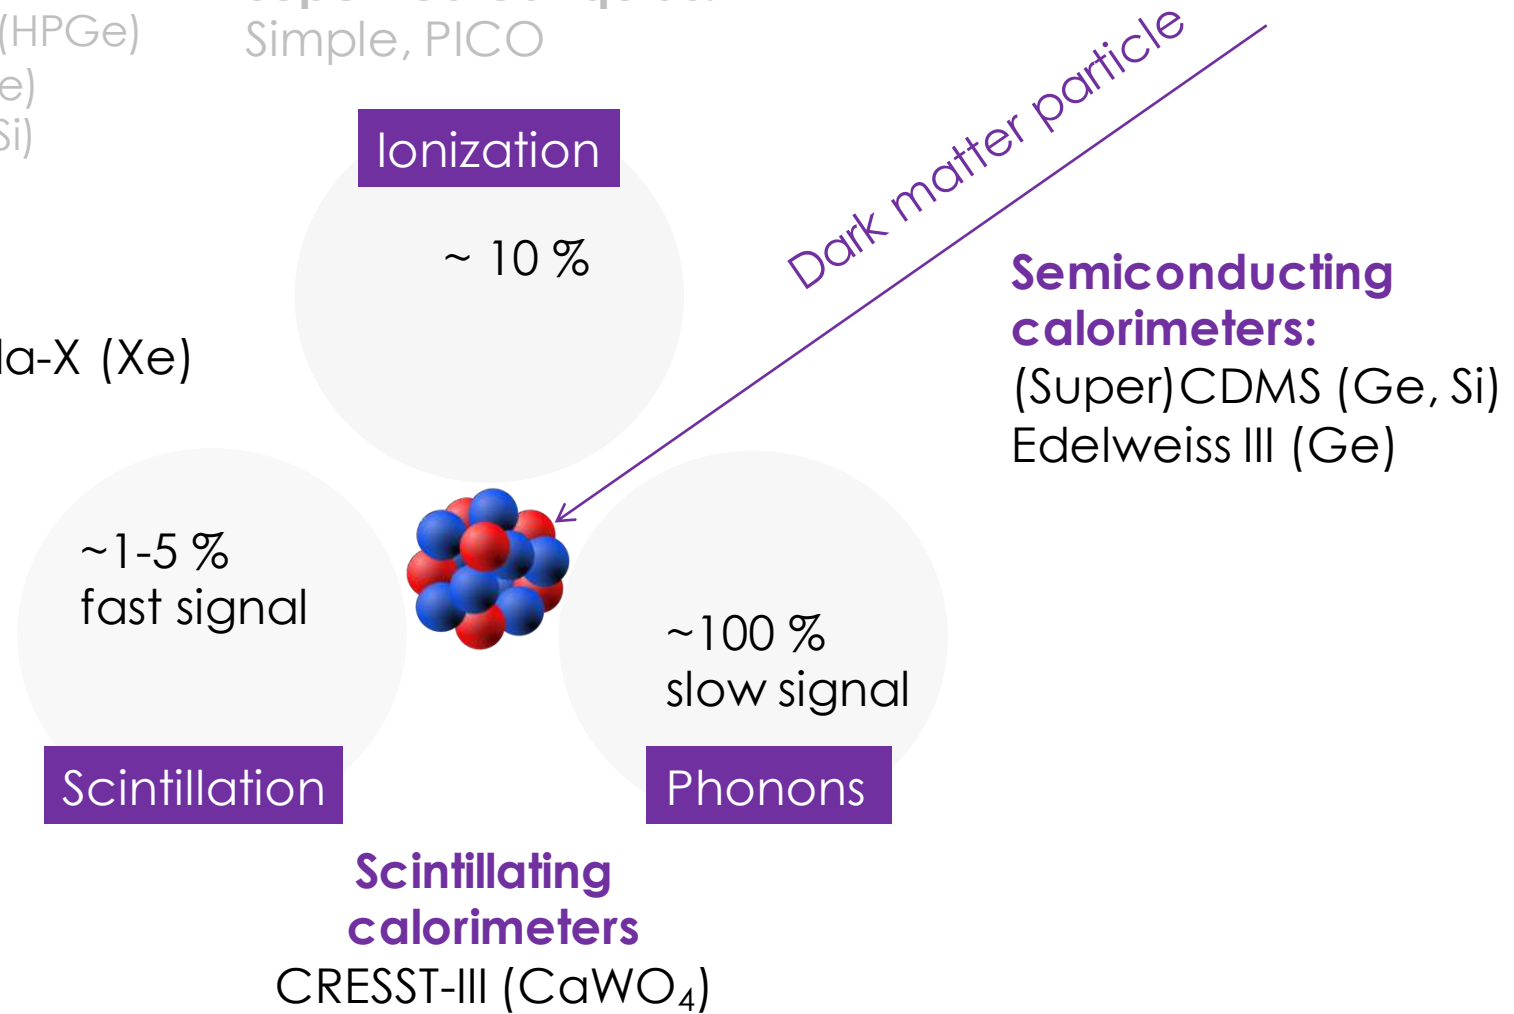 (HPGe)
Simple, PICO
Ionization
~ 10 %
Dark matter particle
Semiconducting
calorimeters:
(Super)CDMS (Ge, Si)
Edelweiss III (Ge)
(Xe)
~1-5 %
fast signal
~100 %
slow signal
Scintillation
Phonons
Scintillating
calorimeters
CRESST-III (CaWO₄)